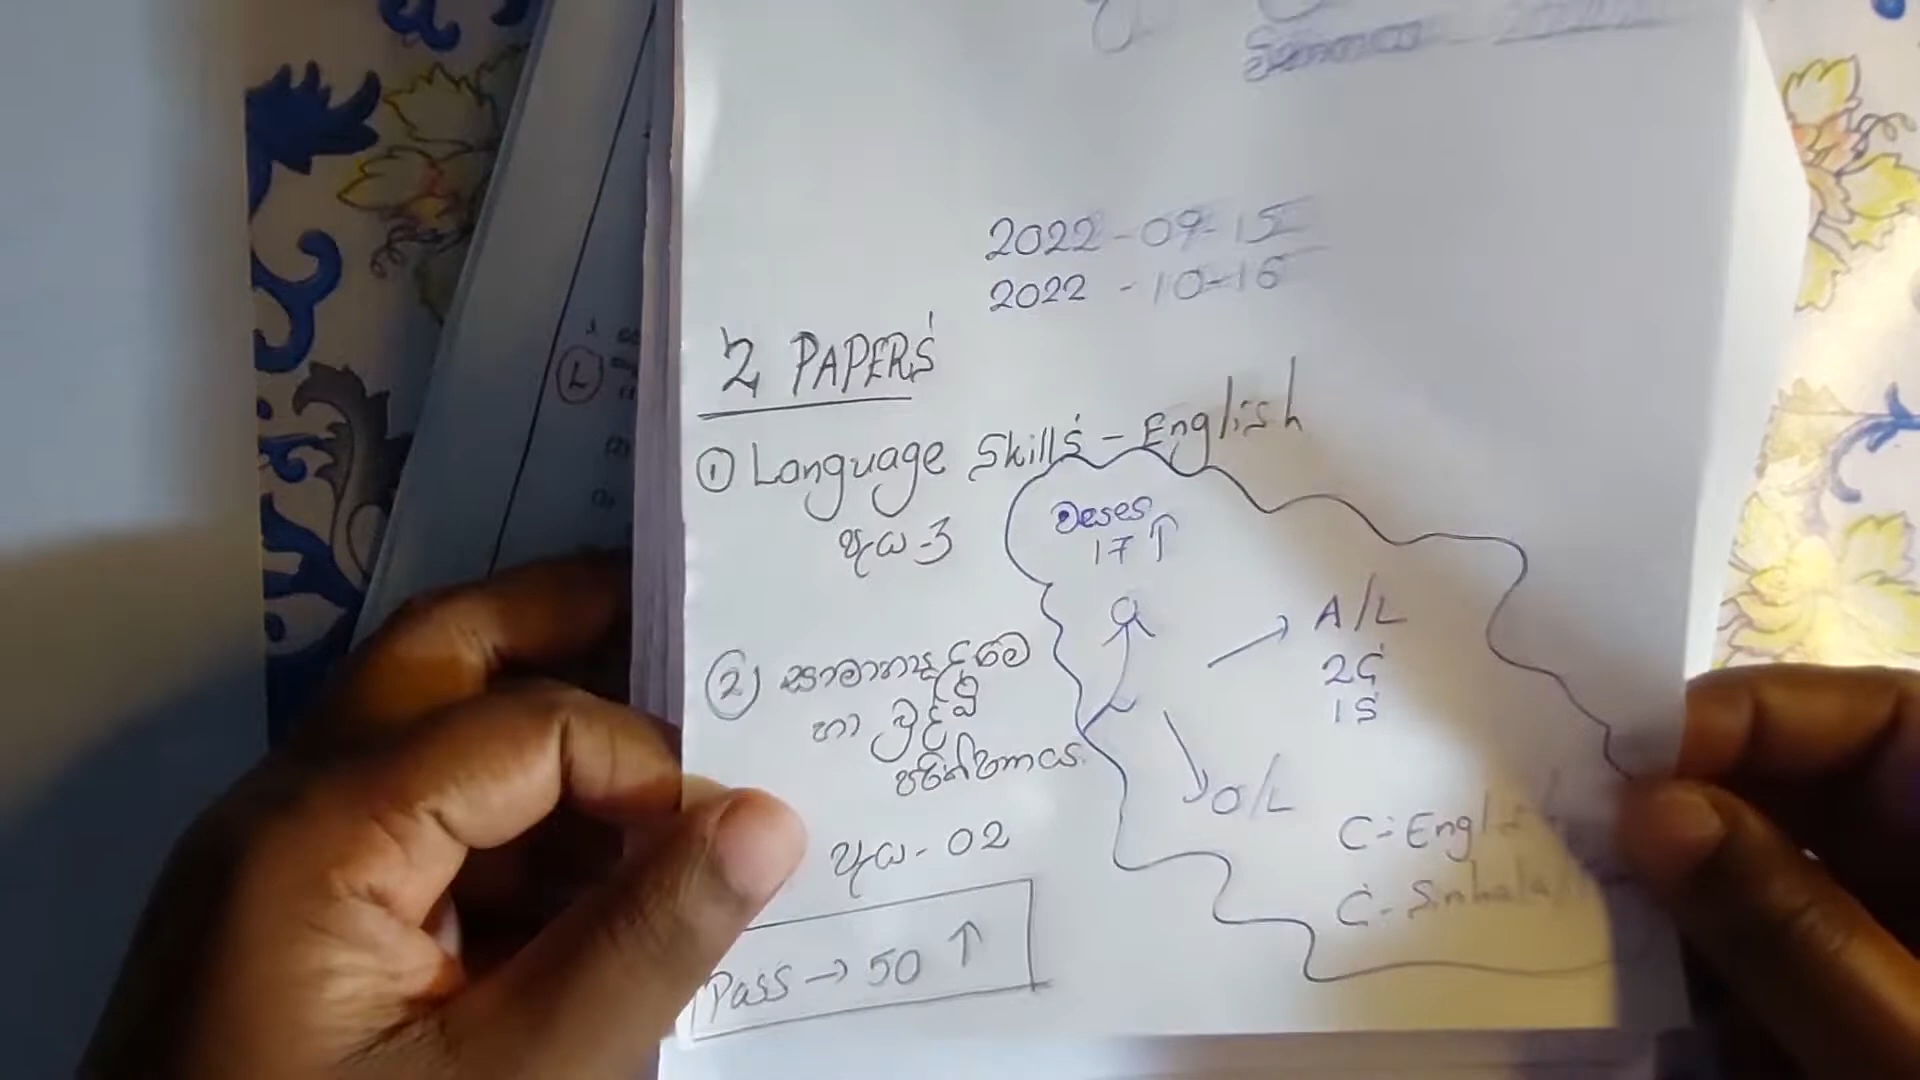 2022-09-15
2022-10-16
2 PAPERS
① Language Skills - English
පැය-3
② සාමාන්‍ය දැනීම
හා බුද්ධි
පරීක්ෂණය.
පැය-02
Pass → 50 ↑
වයස
17 ↑
A/L
2C
1S
O/L
C-
C- Sinhala